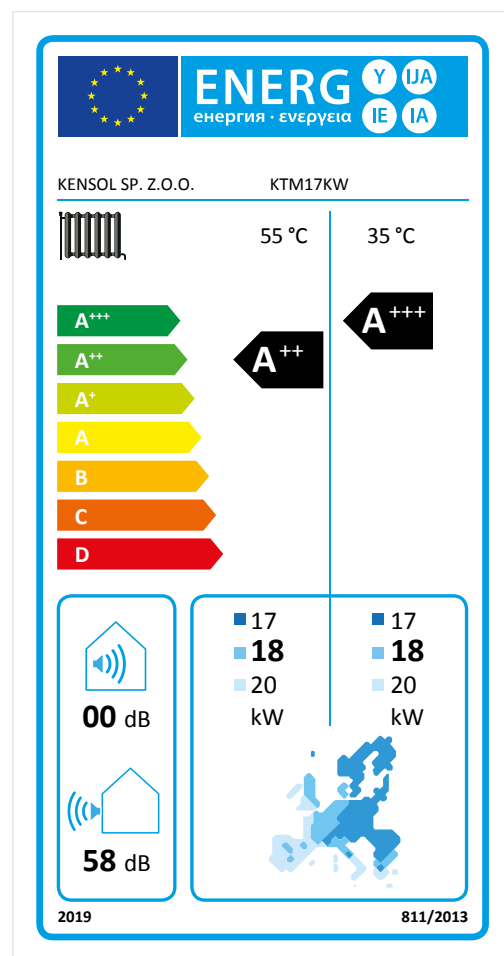 ENERG Y IJA
енергия · ενεργεια IE IA
KENSOL SP. Z.O.O. KTM17KW
55 °C 35 °C
A+++
A++
A+
A
B
C
D
A++
A+++
17 17
18 18
20 20
kW kW
00 dB
58 dB
2019 811/2013